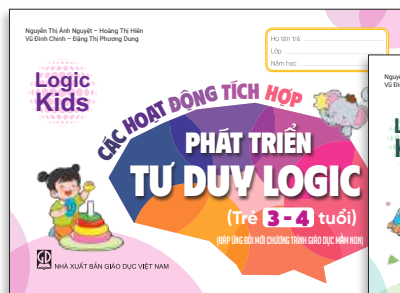 Nguyễn Thị Ánh Nguyệt – Hoàng Thị Hiền
Vũ Đình Chinh – Đặng Thị Phương Dung
Họ tên trẻ
Lớp
Năm học
Logic
Kids
CÁC HOẠT ĐỘNG TÍCH HỢP
PHÁT TRIỂN
TƯ DUY LOGIC
(Trẻ 3 - 4 tuổi)
(ĐÁP ỨNG ĐỔI MỚI CHƯƠNG TRÌNH GIÁO DỤC MẦM NON)
NHÀ XUẤT BẢN GIÁO DỤC VIỆT NAM